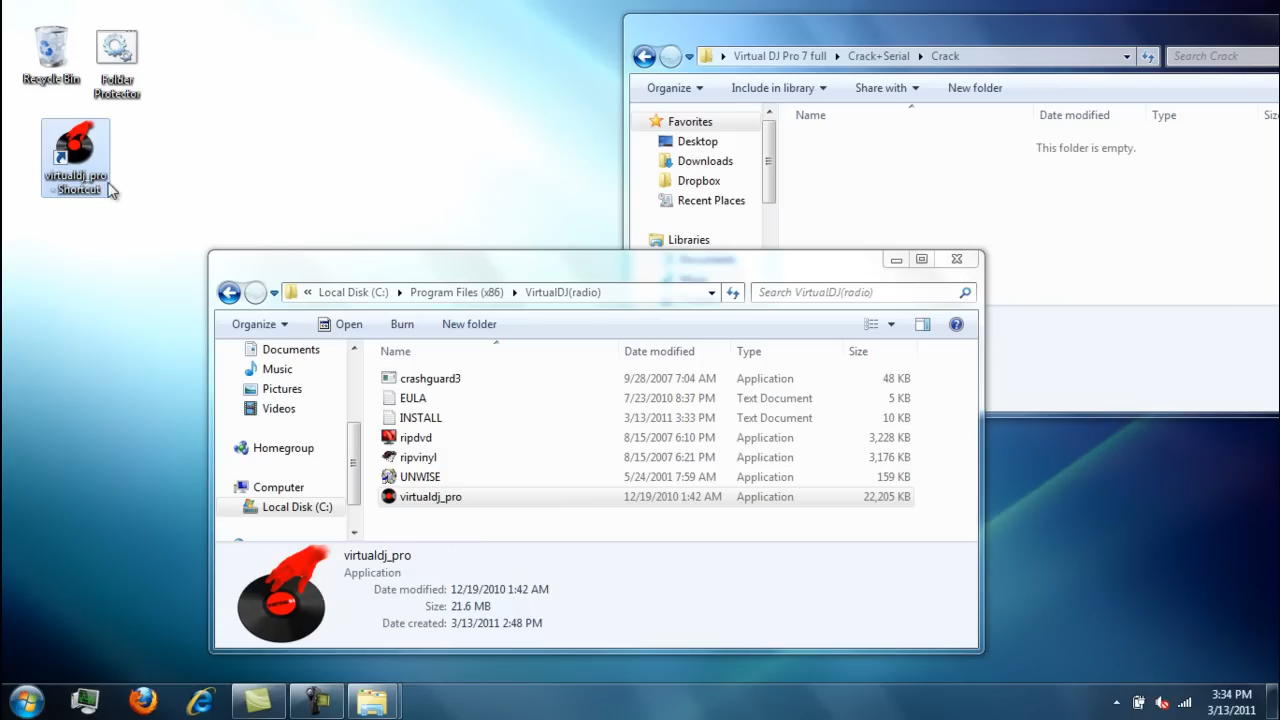 Recycle Bin
Folder
Protector
virtualdj_pro
- Shortcut
Virtual DJ Pro 7 full
Crack+Serial
Crack
Search Crack
Organize
Include in library
Share with
New folder
Favorites
Desktop
Downloads
Dropbox
Recent Places
Libraries
Name
Date modified
Type
This folder is empty.
« Local Disk (C:)
Program Files (x86)
VirtualDJ(radio)
Search VirtualDJ(radio)
Organize
Open
Burn
New folder
Documents
Music
Pictures
Videos
Homegroup
Computer
Local Disk (C:)
Name Date modified Type Size
crashguard3 9/28/2007 7:04 AM Application 48 KB
EULA 7/23/2010 8:37 PM Text Document 5 KB
INSTALL 3/13/2011 3:33 PM Text Document 10 KB
ripdvd 8/15/2007 6:10 PM Application 3,228 KB
ripvinyl 8/15/2007 6:21 PM Application 3,176 KB
UNWISE 5/24/2001 7:59 AM Application 159 KB
virtualdj_pro 12/19/2010 1:42 AM Application 22,205 KB
virtualdj_pro
Application
Date modified: 12/19/2010 1:42 AM
Size: 21.6 MB
Date created: 3/13/2011 2:48 PM
3:34 PM
3/13/2011